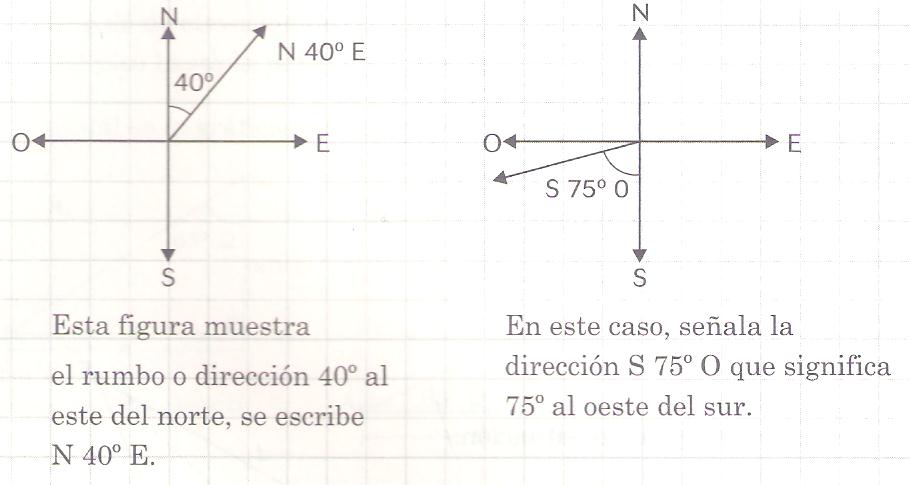 N
N 40º E
40º
O
E
S
Esta figura muestra
el rumbo o dirección 40º al
este del norte, se escribe
N 40º E.
N
O
E
S 75º 0
S
En este caso, señala la
dirección S 75º O que significa
75º al oeste del sur.